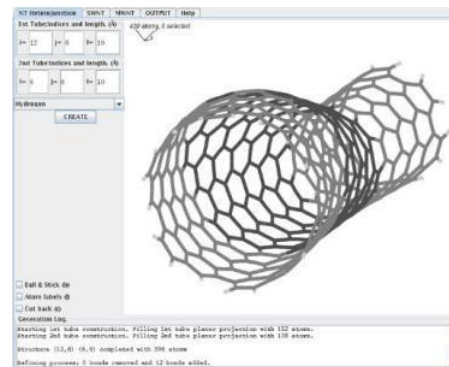 NT Heterojunction SWNT MWNT OUTPUT Help
1st Tube:Indices and length. (Å)
i= 12 j= 6 l= 10
2nd Tube:Indices and length. (Å)
i= 6 j= 6 l= 10
Hydrogen
CREATE
Ball & Stick
Atom labels
Cut back
Generation Log.
Starting 1st tube construction. Filling 1st tube planar projection with 152 atoms.
Starting 2nd tube construction. Filling 2nd tube planar projection with 108 atoms.
Structure (12,6)-(6,6) completed with 396 atoms
Refining process: 0 bonds removed and 12 bonds added.